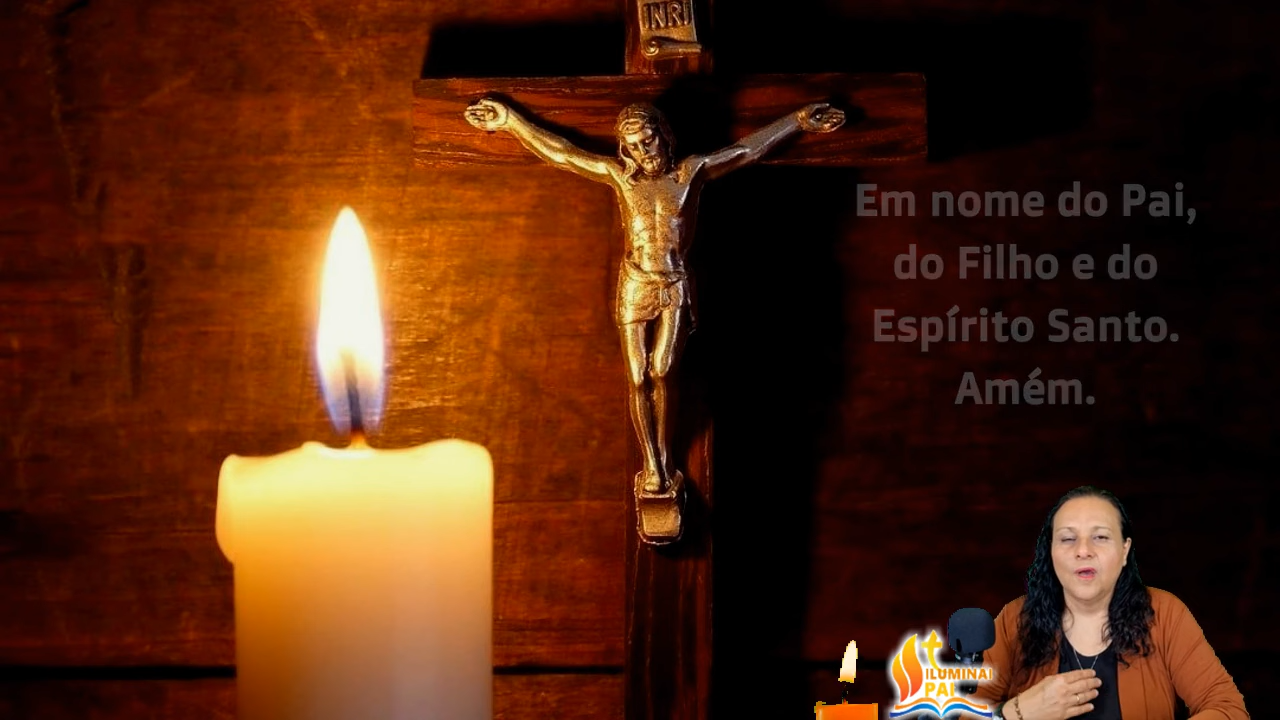 INRI
Em nome do Pai,
do Filho e do
Espírito Santo.
Amém.
ILUMINAI
PAI